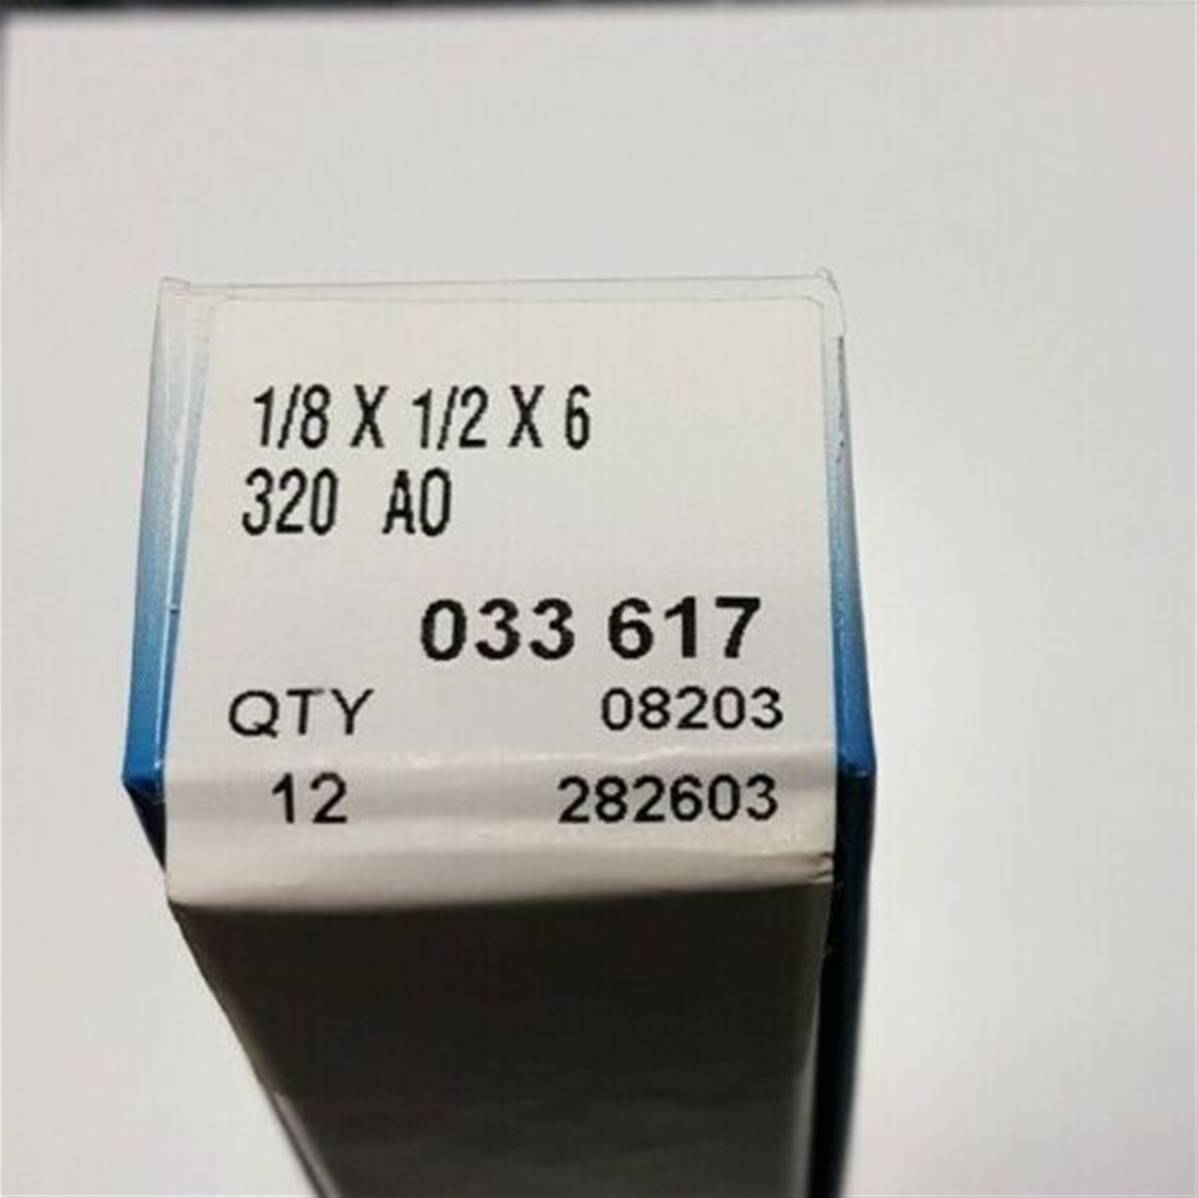 1/8 X 1/2 X 6
320 AO
033 617
QTY 08203
12 282603